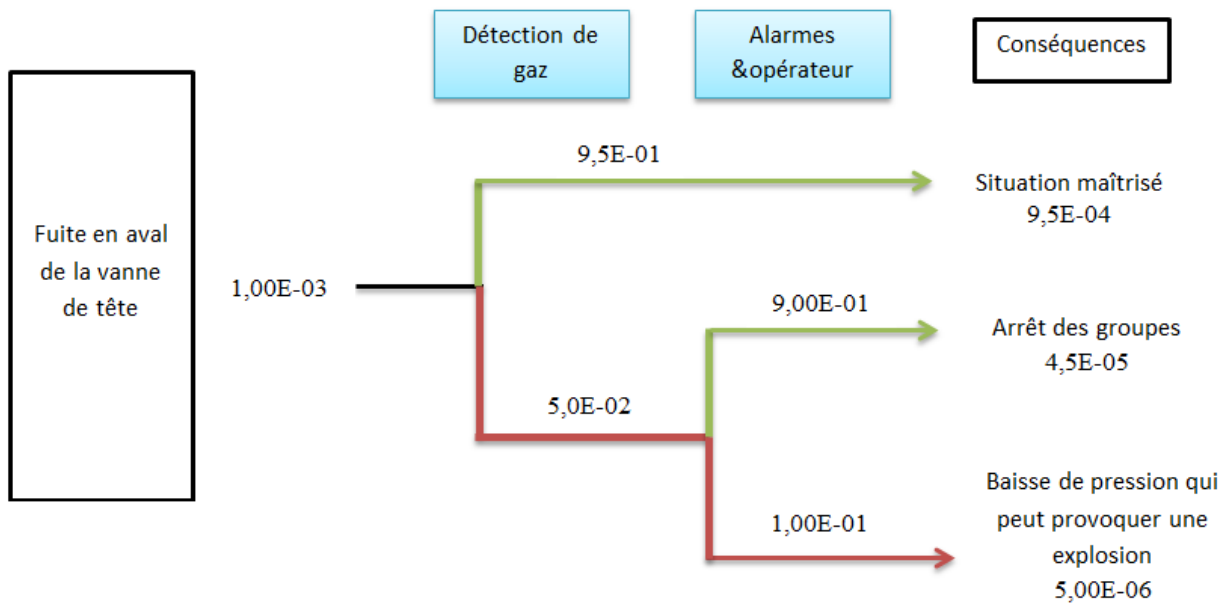 Détection de
gaz
Alarmes
&opérateur
Conséquences
Fuite en aval
de la vanne
de tête
1,00E-03
9,5E-01
Situation maîtrisé
9,5E-04
9,00E-01
Arrêt des groupes
4,5E-05
5,0E-02
1,00E-01
Baisse de pression qui
peut provoquer une
explosion
5,00E-06